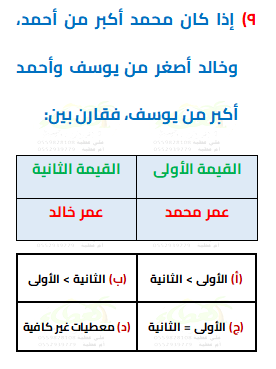 ٩) إذا كان محمد أكبر من أحمد،
وخالد أصغر من يوسف وأحمد
أكبر من يوسف، فقارن بين:
القيمة الأولى القيمة الثانية
عمر محمد عمر خالد
(أ) الأولى > الثانية (ب) الثانية > الأولى
(ج) الأولى = الثانية (د) معطيات غير كافية